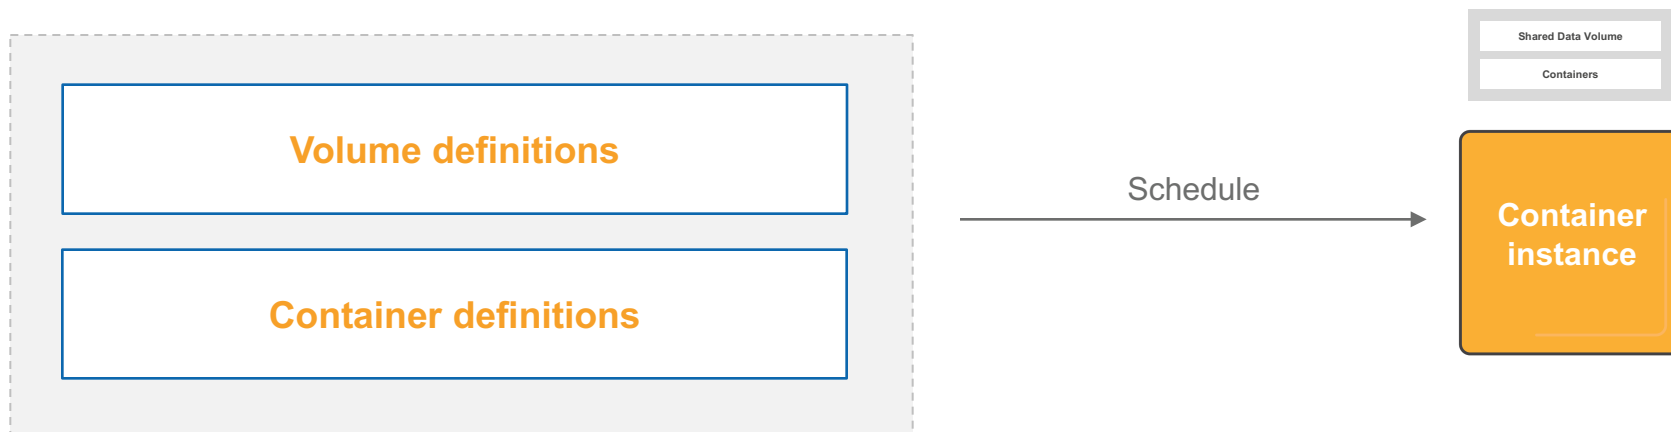 Volume definitions
Container definitions
Schedule
Shared Data Volume
Containers
Container
instance